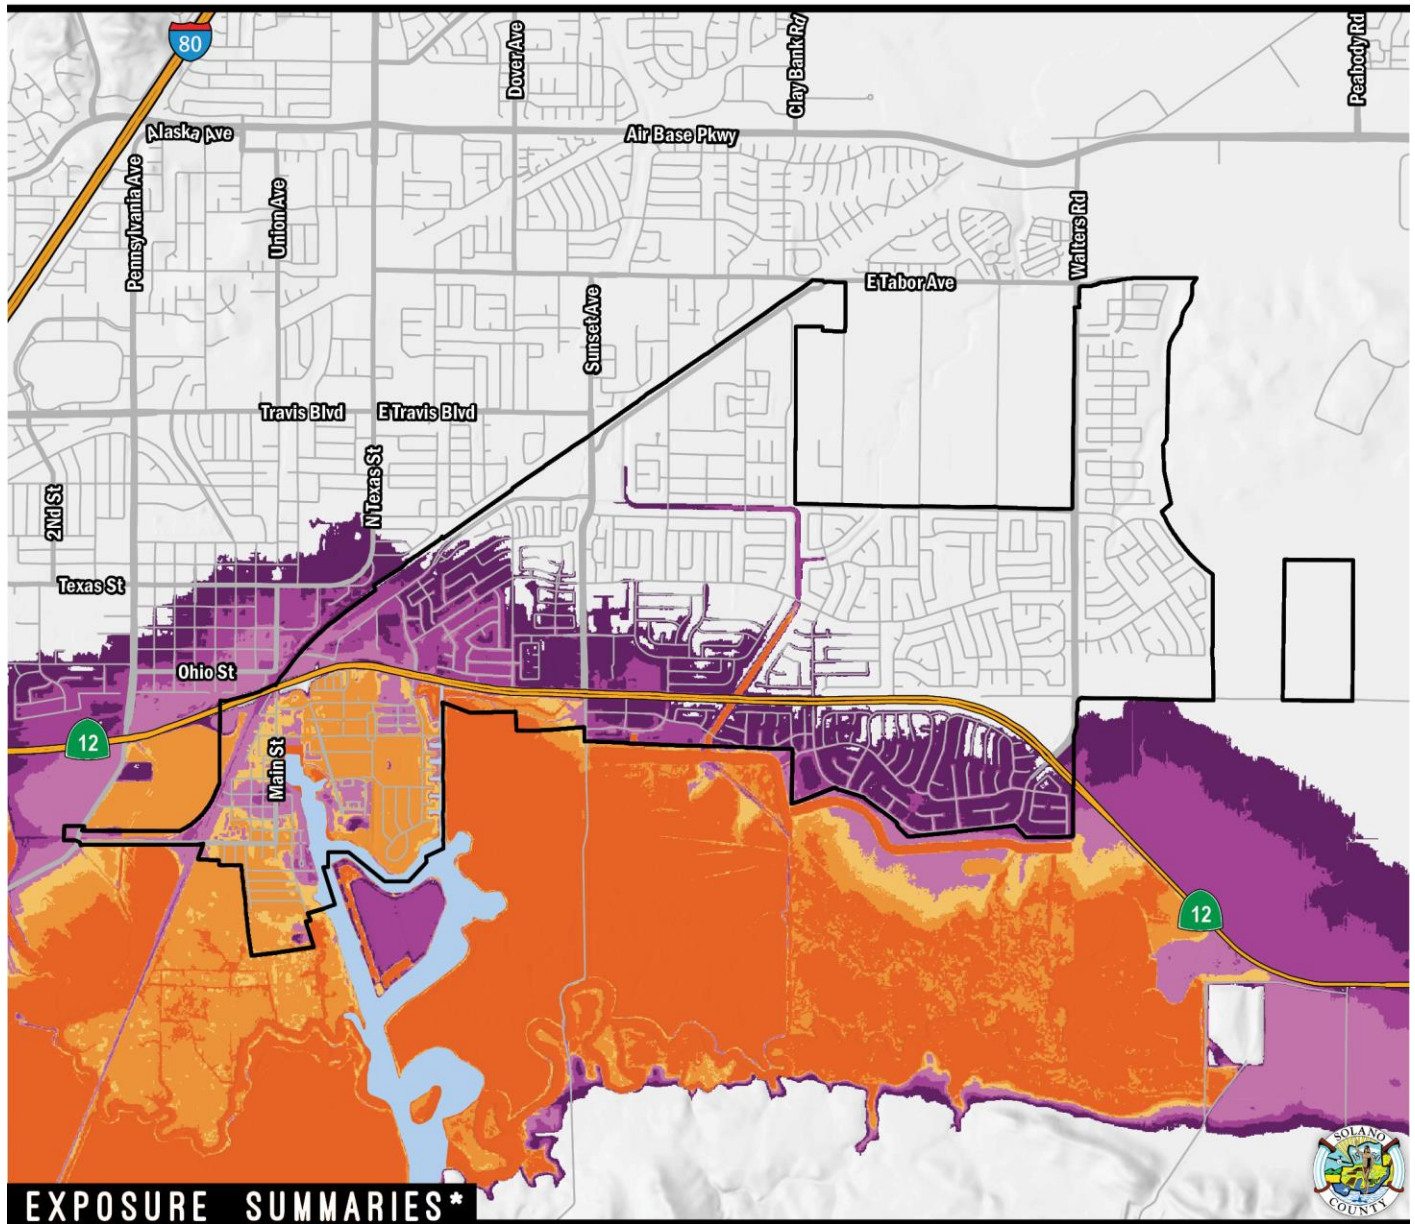 80
Dover Ave
Clay Bank Rd
Peabody Rd
Alaska Ave
Air Base Pkwy
Pennsylvania Ave
Union Ave
Walters Rd
E Tabor Ave
Sunset Ave
Travis Blvd
E Travis Blvd
N Texas St
2Nd St
Texas St
Ohio St
12
Main St
12
SOLANO
COUNTY
EXPOSURE SUMMARIES*